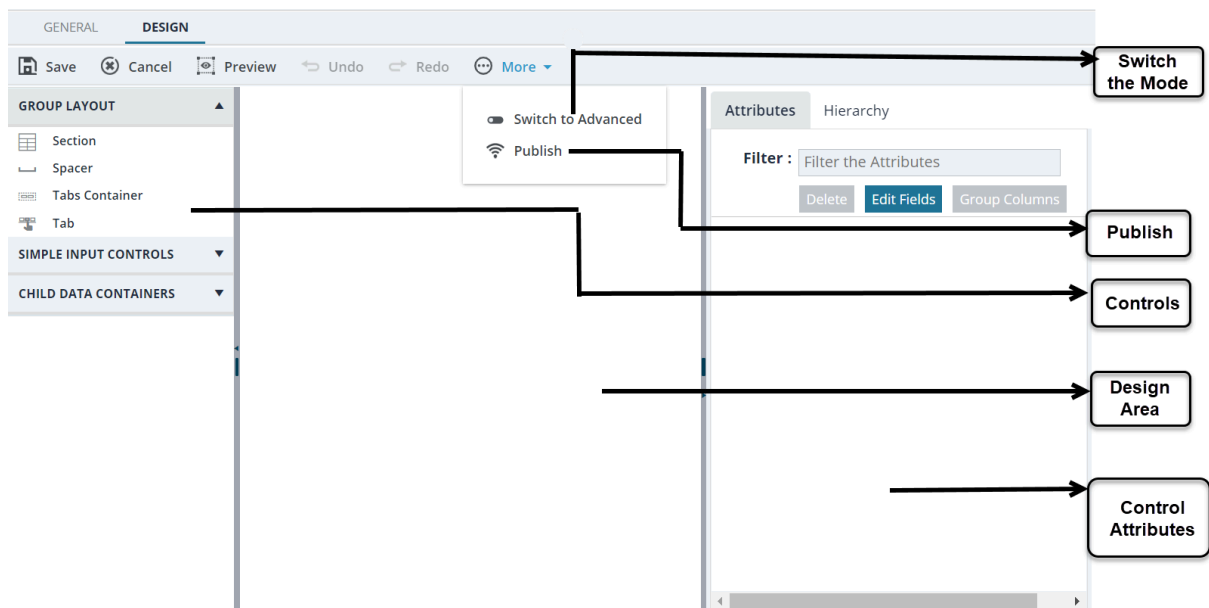 GENERAL DESIGN
Save Cancel Preview Undo Redo More
Switch
the Mode
GROUP LAYOUT
Section
Spacer
Tabs Container
Tab
SIMPLE INPUT CONTROLS
CHILD DATA CONTAINERS
Switch to Advanced
Publish
Attributes Hierarchy
Filter : Filter the Attributes
Delete Edit Fields Group Columns
Publish
Controls
Design
Area
Control
Attributes